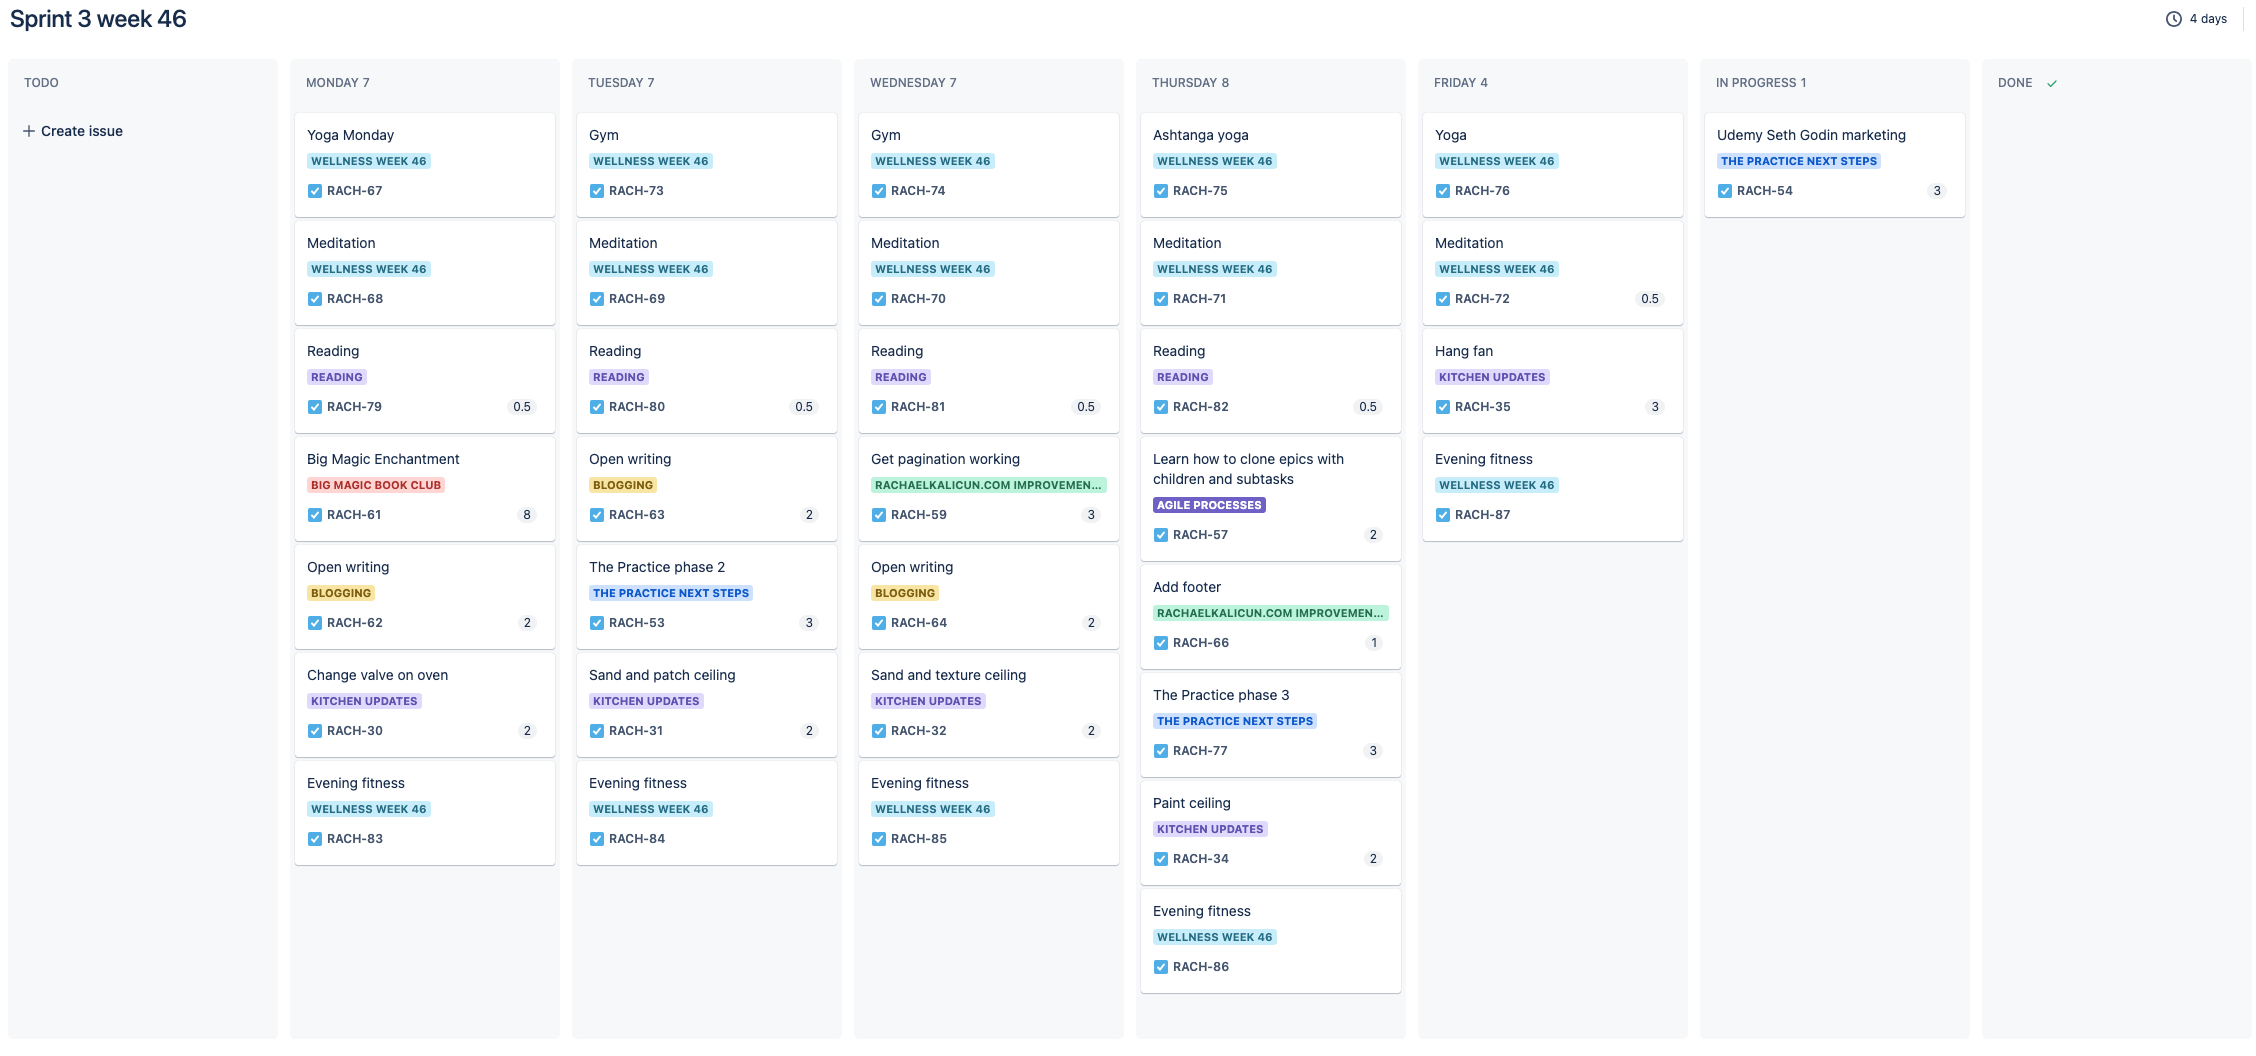 Sprint 3 week 46
4 days
TODO
Create issue
MONDAY 7
Yoga Monday
WELLNESS WEEK 46
RACH-67
Meditation
WELLNESS WEEK 46
RACH-68
Reading
READING
RACH-79 0.5
Big Magic Enchantment
BIG MAGIC BOOK CLUB
RACH-61 8
Open writing
BLOGGING
RACH-62 2
Change valve on oven
KITCHEN UPDATES
RACH-30 2
Evening fitness
WELLNESS WEEK 46
RACH-83
TUESDAY 7
Gym
WELLNESS WEEK 46
RACH-73
Meditation
WELLNESS WEEK 46
RACH-69
Reading
READING
RACH-80 0.5
Open writing
BLOGGING
RACH-63 2
The Practice phase 2
THE PRACTICE NEXT STEPS
RACH-53 3
Sand and patch ceiling
KITCHEN UPDATES
RACH-31 2
Evening fitness
WELLNESS WEEK 46
RACH-84
WEDNESDAY 7
Gym
WELLNESS WEEK 46
RACH-74
Meditation
WELLNESS WEEK 46
RACH-70
Reading
READING
RACH-81 0.5
Get pagination working
RACHAELKALICUN.COM IMPROVEMEN...
RACH-59 3
Open writing
BLOGGING
RACH-64 2
Sand and texture ceiling
KITCHEN UPDATES
RACH-32 2
Evening fitness
WELLNESS WEEK 46
RACH-85
THURSDAY 8
Ashtanga yoga
WELLNESS WEEK 46
RACH-75
Meditation
WELLNESS WEEK 46
RACH-71
Reading
READING
RACH-82 0.5
Learn how to clone epics with
children and subtasks
AGILE PROCESSES
RACH-57 2
Add footer
RACHAELKALICUN.COM IMPROVEMEN...
RACH-66 1
The Practice phase 3
THE PRACTICE NEXT STEPS
RACH-77 3
Paint ceiling
KITCHEN UPDATES
RACH-34 2
Evening fitness
WELLNESS WEEK 46
RACH-86
FRIDAY 4
Yoga
WELLNESS WEEK 46
RACH-76
Meditation
WELLNESS WEEK 46
RACH-72 0.5
Hang fan
KITCHEN UPDATES
RACH-35 3
Evening fitness
WELLNESS WEEK 46
RACH-87
IN PROGRESS 1
Udemy Seth Godin marketing
THE PRACTICE NEXT STEPS
RACH-54 3
DONE